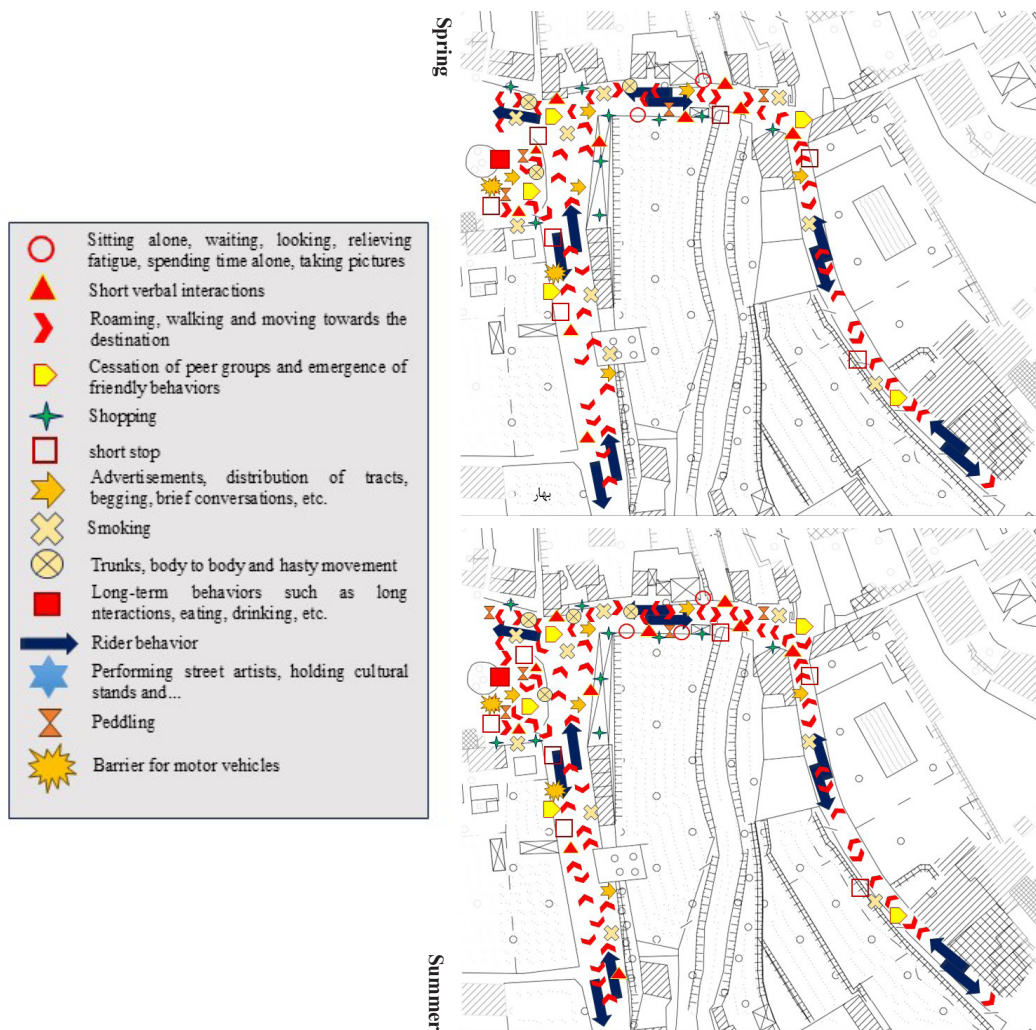 Spring
Sitting alone, waiting, looking, relieving
fatigue, spending time alone, taking pictures
Short verbal interactions
Roaming, walking and moving towards the
destination
Cessation of peer groups and emergence of
friendly behaviors
Shopping
short stop
Advertisements, distribution of tracts,
begging, brief conversations, etc.
Smoking
Trunks, body to body and hasty movement
Long-term behaviors such as long
nteractions, eating, drinking, etc.
Rider behavior
Performing street artists, holding cultural
stands and...
Peddling
Barrier for motor vehicles
بهار
Summer